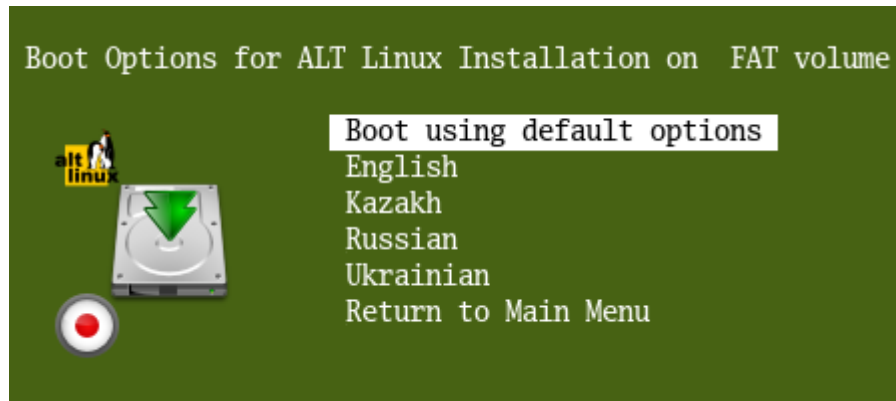 Boot Options for ALT Linux Installation on  FAT volume
alt
linux
Boot using default options
English
Kazakh
Russian
Ukrainian
Return to Main Menu